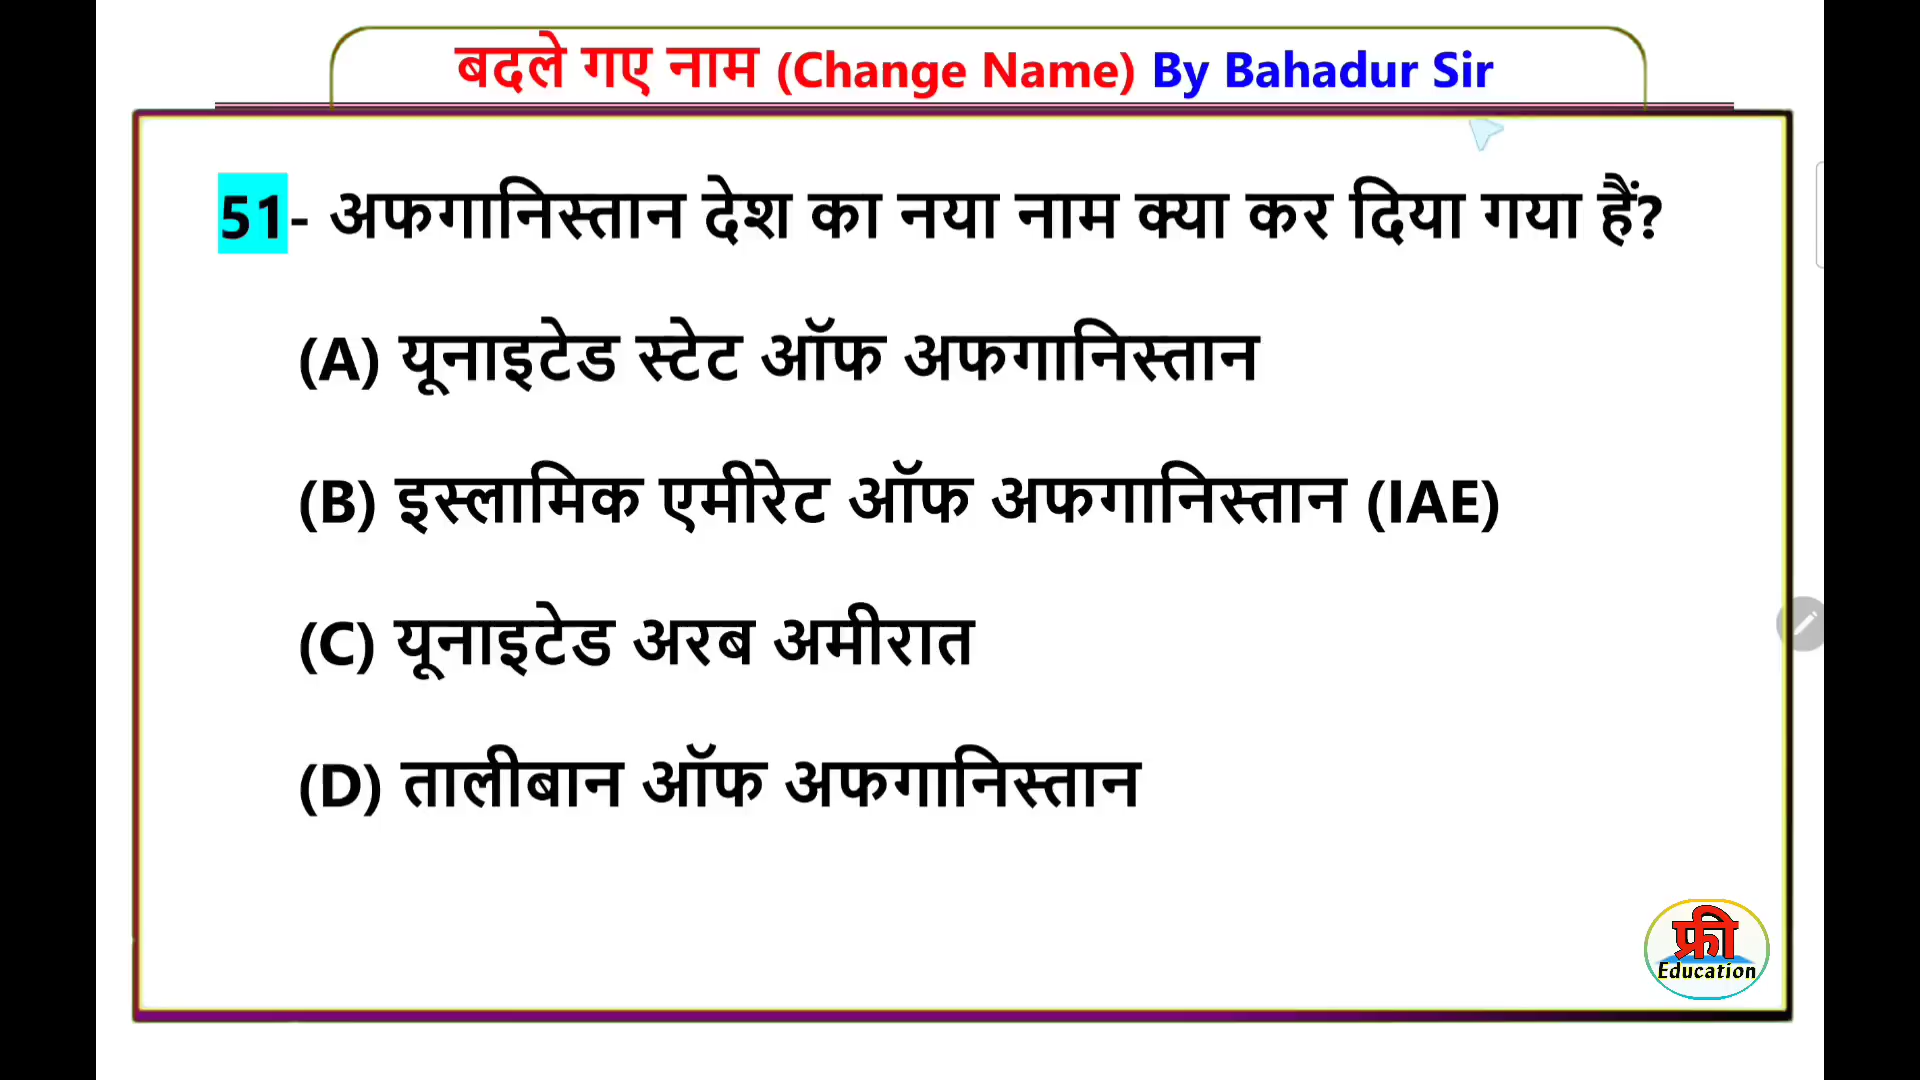 बदले गए नाम (Change Name) By Bahadur Sir
51- अफगानिस्तान देश का नया नाम क्या कर दिया गया हैं?
(A) यूनाइटेड स्टेट ऑफ अफगानिस्तान
(B) इस्लामिक एमीरेट ऑफ अफगानिस्तान (IAE)
(C) यूनाइटेड अरब अमीरात
(D) तालीबान ऑफ अफगानिस्तान
फ्री
Education